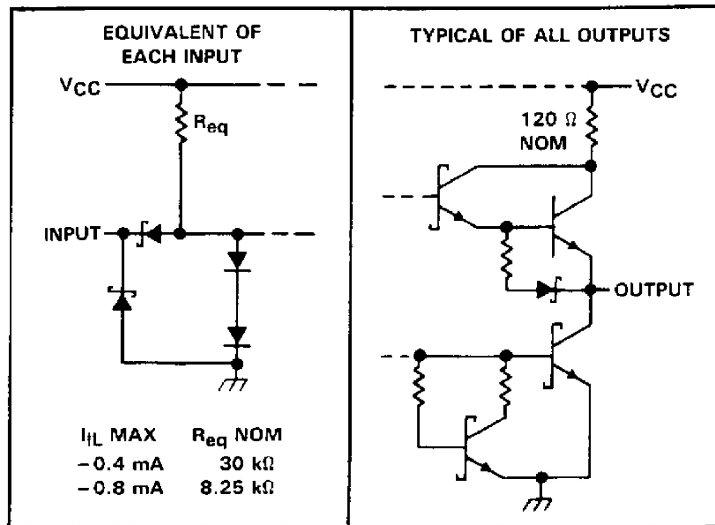 EQUIVALENT OF
EACH INPUT
VCC
Req
INPUT
IIL MAX Req NOM
−0.4 mA 30 kΩ
−0.8 mA 8.25 kΩ
TYPICAL OF ALL OUTPUTS
VCC
120 Ω
NOM
OUTPUT